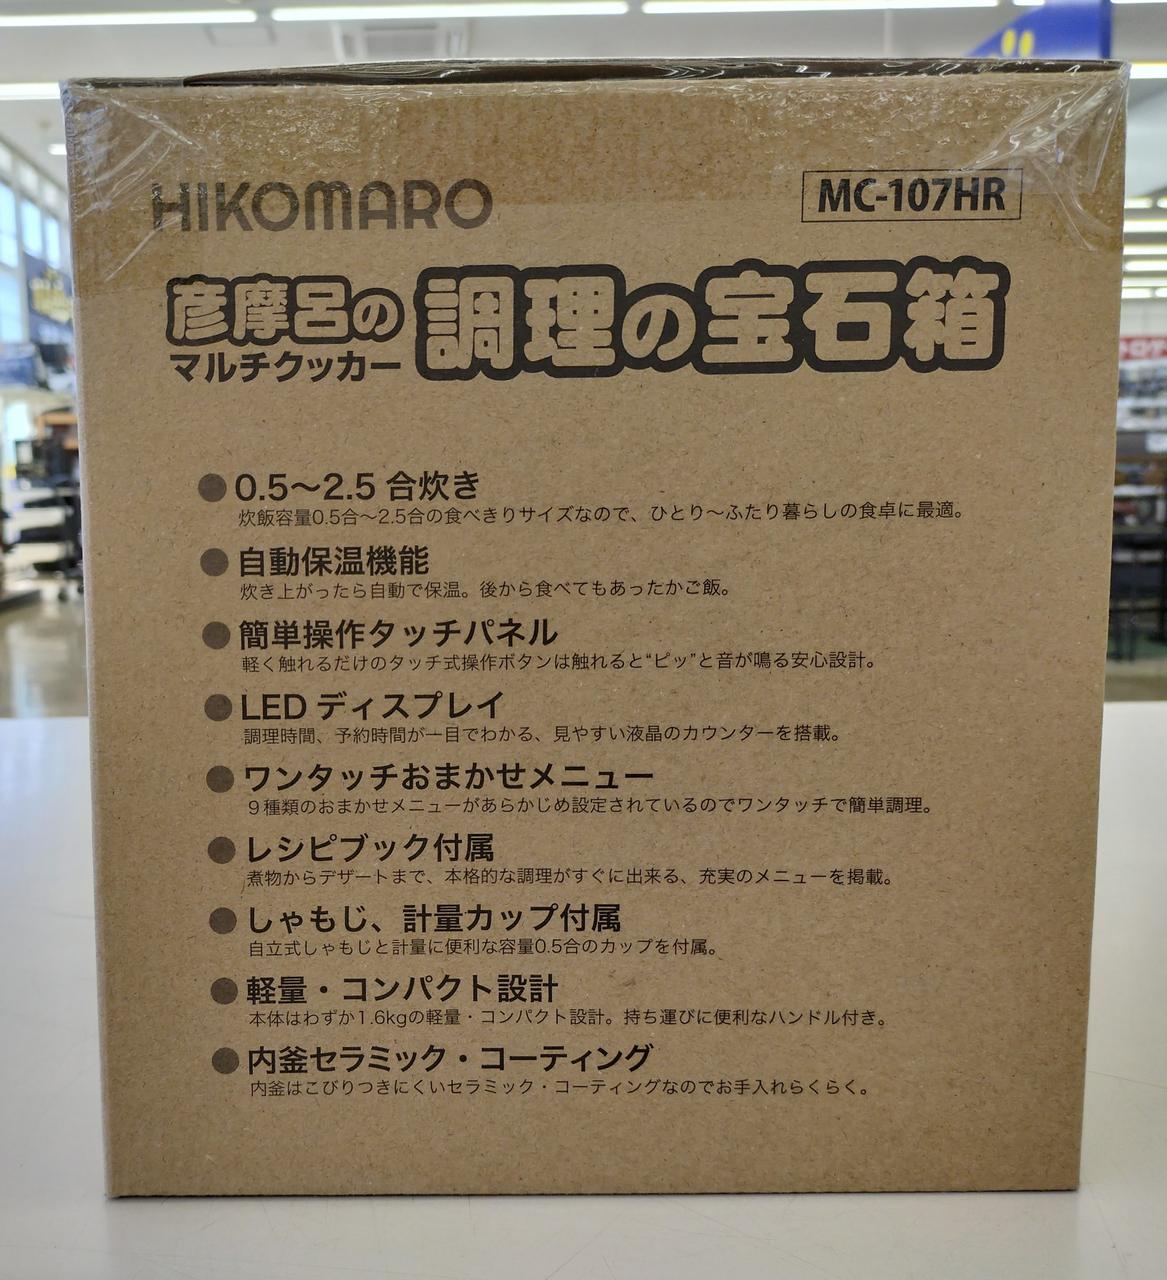 HIKOMARO
MC-107HR
彦摩呂の
マルチクッカー
調理の宝石箱
●0.5〜2.5 合炊き
炊飯容量0.5合〜2.5合の食べきりサイズなので、ひとり〜ふたり暮らしの食卓に最適。
●自動保温機能
炊き上がったら自動で保温。後から食べてもあったかご飯。
●簡単操作タッチパネル
軽く触れるだけのタッチ式操作ボタンは触れると“ピッ”と音が鳴る安心設計。
●LED ディスプレイ
調理時間、予約時間が一目でわかる、見やすい液晶のカウンターを搭載。
●ワンタッチおまかせメニュー
9種類のおまかせメニューがあらかじめ設定されているのでワンタッチで簡単調理。
●レシピブック付属
煮物からデザートまで、本格的な調理がすぐに出来る、充実のメニューを掲載。
●しゃもじ、計量カップ付属
自立式しゃもじと計量に便利な容量0.5合のカップを付属。
●軽量・コンパクト設計
本体はわずか1.6kgの軽量・コンパクト設計。持ち運びに便利なハンドル付き。
●内釜セラミック・コーティング
内釜はこびりつきにくいセラミック・コーティングなのでお手入れらくらく。